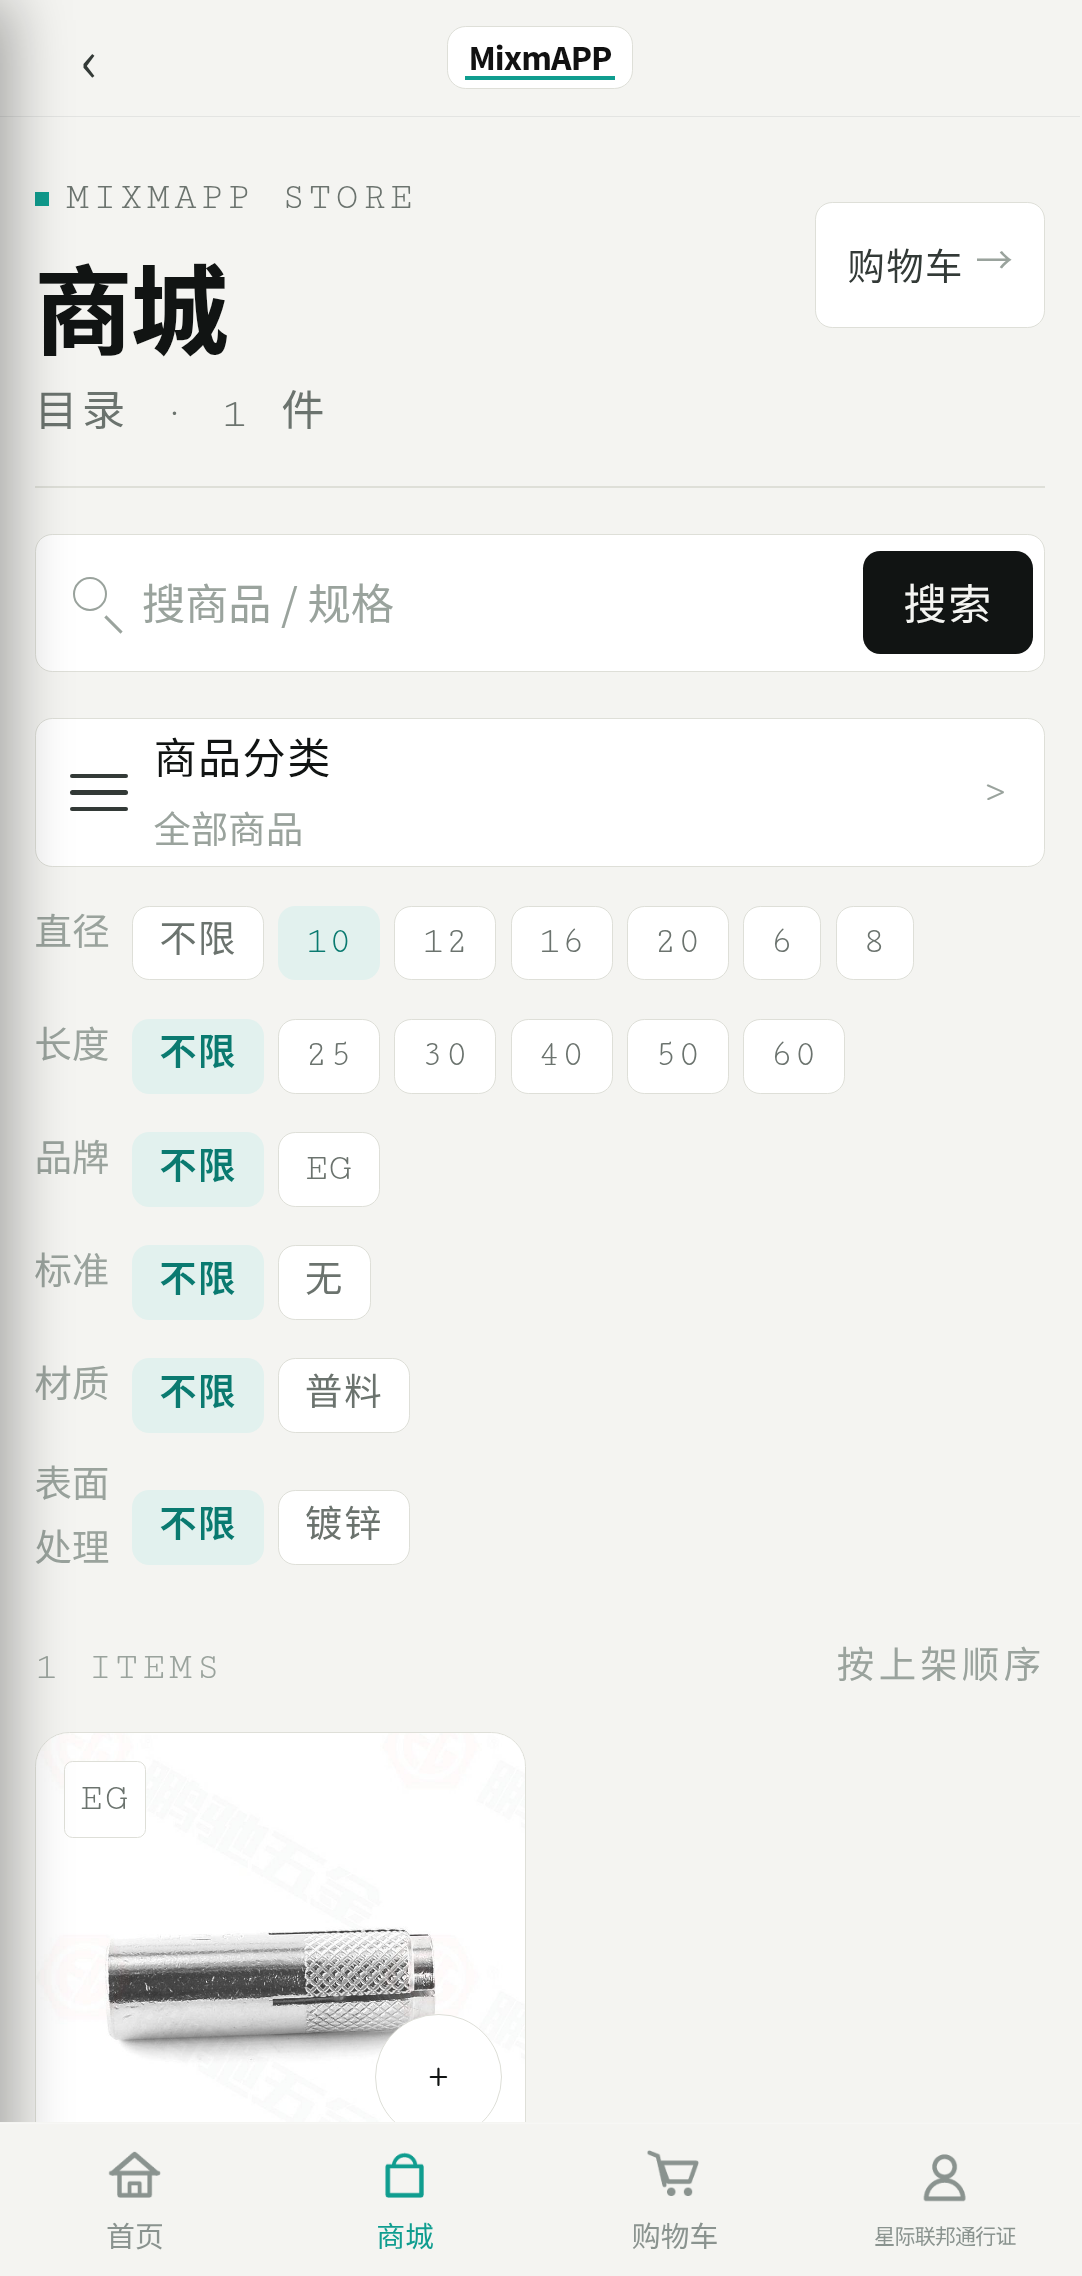 ‹
MixmAPP
MIXMAPP STORE
商城
购物车 →
目录 · 1 件
搜商品 / 规格
搜索
商品分类
全部商品
>
直径 不限 10 12 16 20 6 8
长度 不限 25 30 40 50 60
品牌 不限 EG
标准 不限 无
材质 不限 普料
表面
处理 不限 镀锌
1 ITEMS
按上架顺序
EG
鹏驰五金
+
首页 商城 购物车 星际联邦通行证